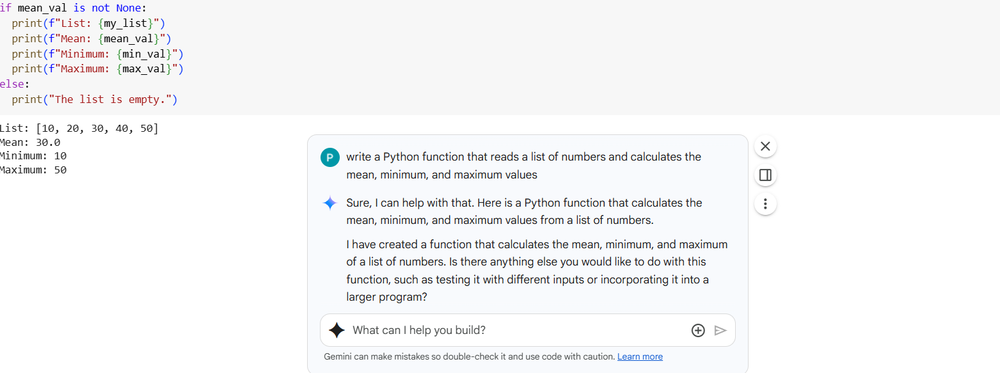 if mean_val is not None:
  print(f"List: {my_list}")
  print(f"Mean: {mean_val}")
  print(f"Minimum: {min_val}")
  print(f"Maximum: {max_val}")
else:
  print("The list is empty.")
List: [10, 20, 30, 40, 50]
Mean: 30.0
Minimum: 10
Maximum: 50
P
write a Python function that reads a list of numbers and calculates the
mean, minimum, and maximum values
Sure, I can help with that. Here is a Python function that calculates the
mean, minimum, and maximum values from a list of numbers.
I have created a function that calculates the mean, minimum, and maximum
of a list of numbers. Is there anything else you would like to do with this
function, such as testing it with different inputs or incorporating it into a
larger program?
What can I help you build?
Gemini can make mistakes so double-check it and use code with caution. Learn more